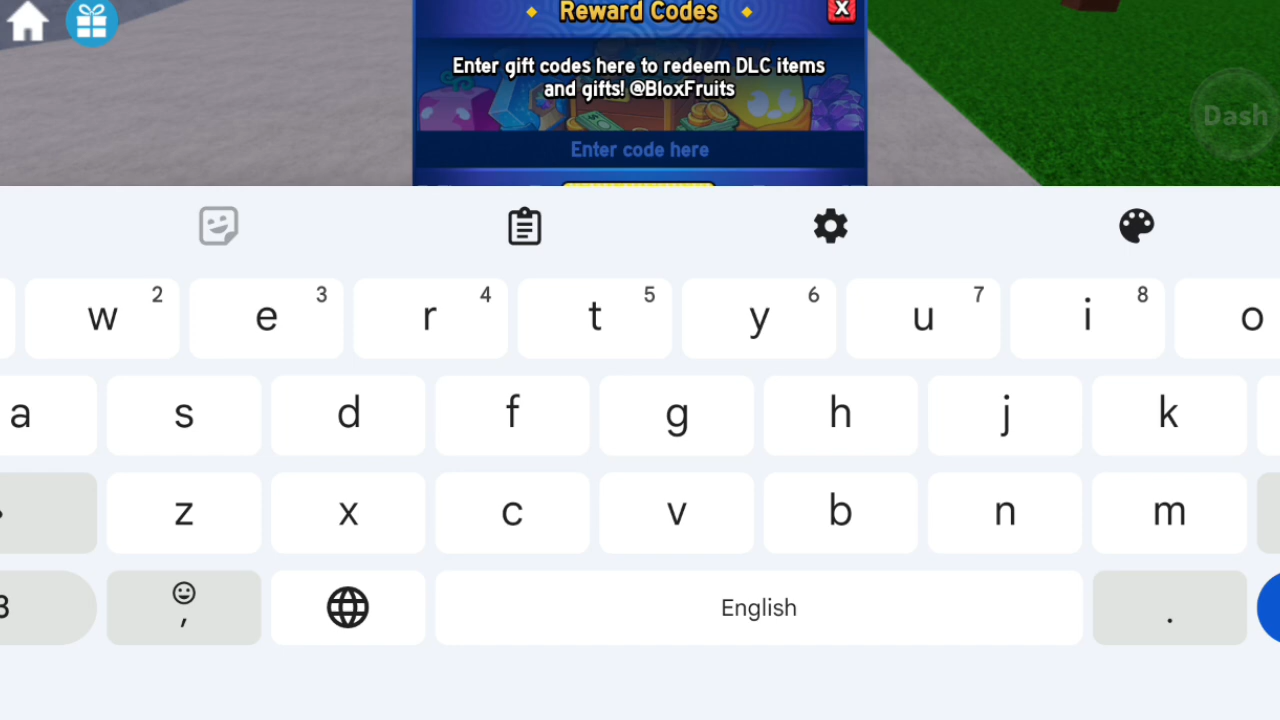 Reward Codes
X
Enter gift codes here to redeem DLC items
and gifts! @BloxFruits
Dash
Enter code here
w 2 e 3 r 4 t 5 y 6 u 7 i 8 o
a s d f g h j k
z x c v b n m
3 , English .